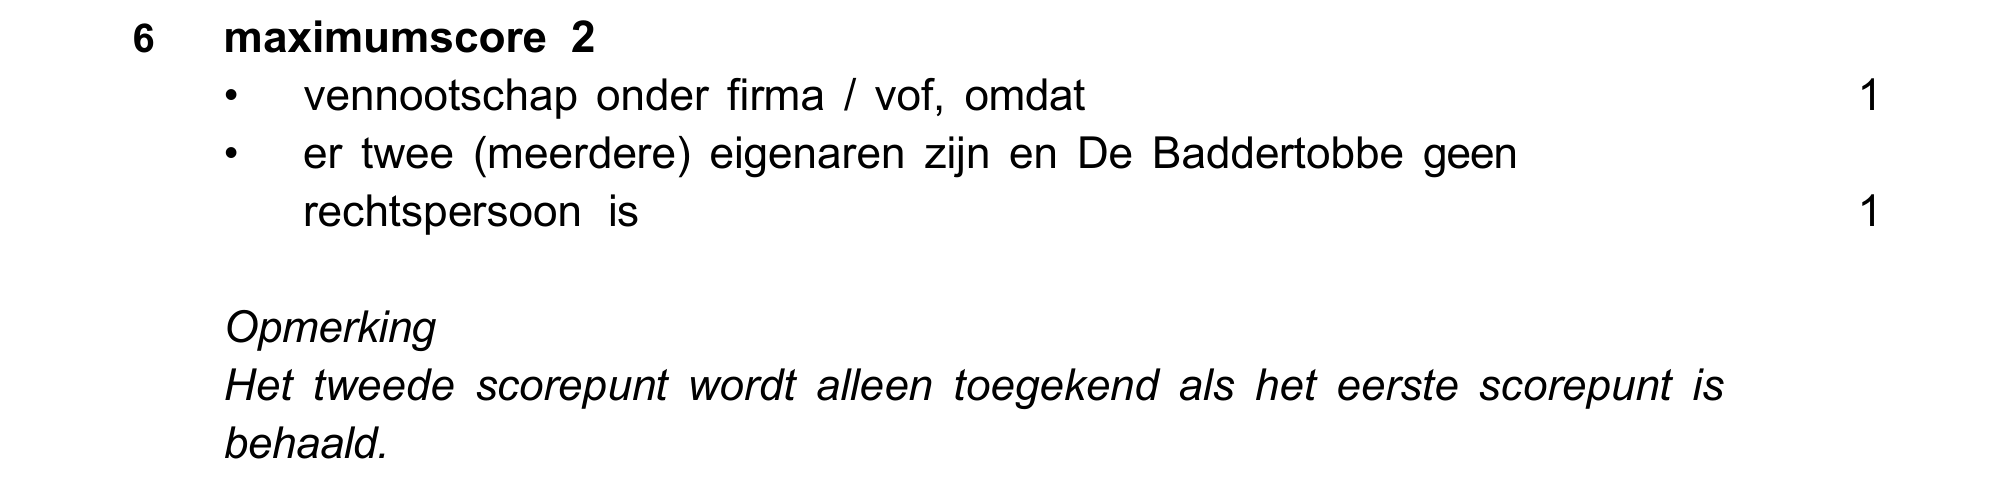 6 maximumscore 2
• vennootschap onder firma / vof, omdat 1
• er twee (meerdere) eigenaren zijn en De Baddertobbe geen
rechtspersoon is 1
Opmerking
Het tweede scorepunt wordt alleen toegekend als het eerste scorepunt is
behaald.